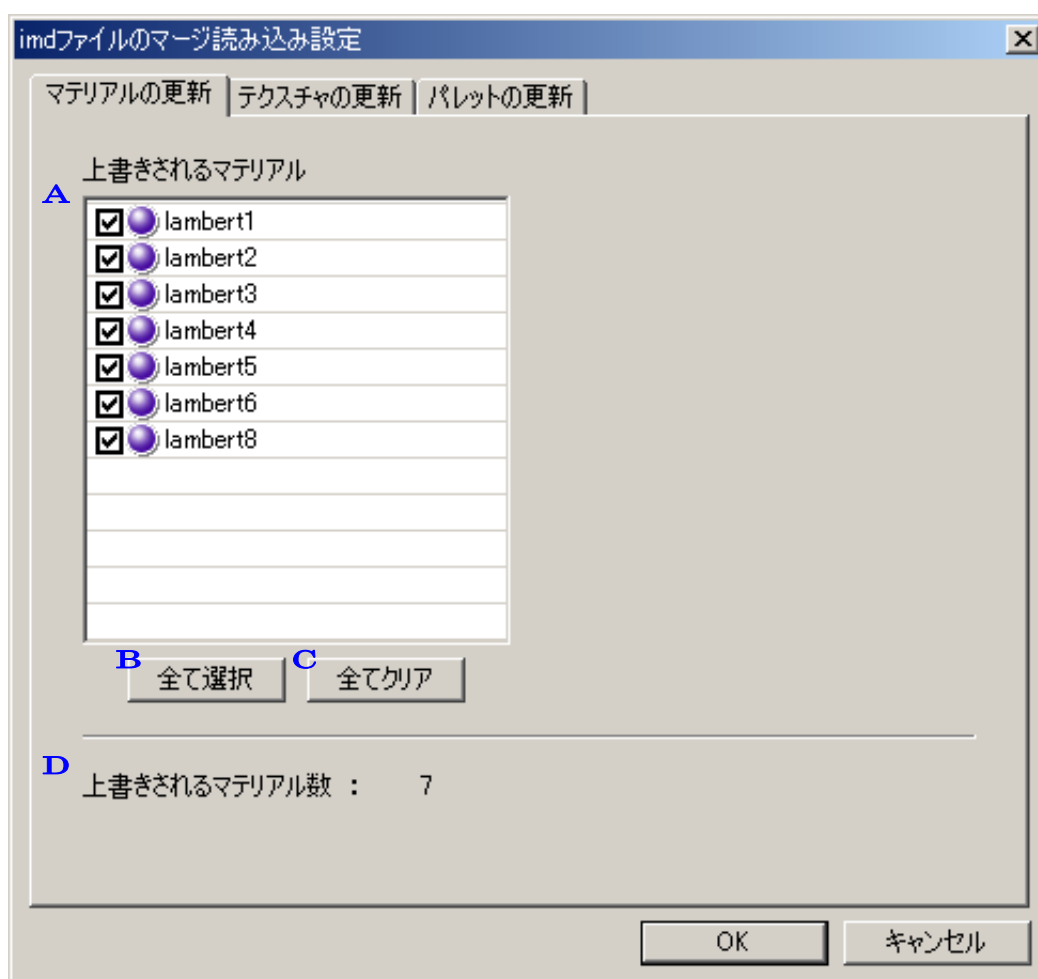 imdファイルのマージ読み込み設定
マテリアルの更新 テクスチャの更新 パレットの更新
上書きされるマテリアル
A
lambert1
lambert2
lambert3
lambert4
lambert5
lambert6
lambert8
B 全て選択 C 全てクリア
D
上書きされるマテリアル数 : 7
OK キャンセル